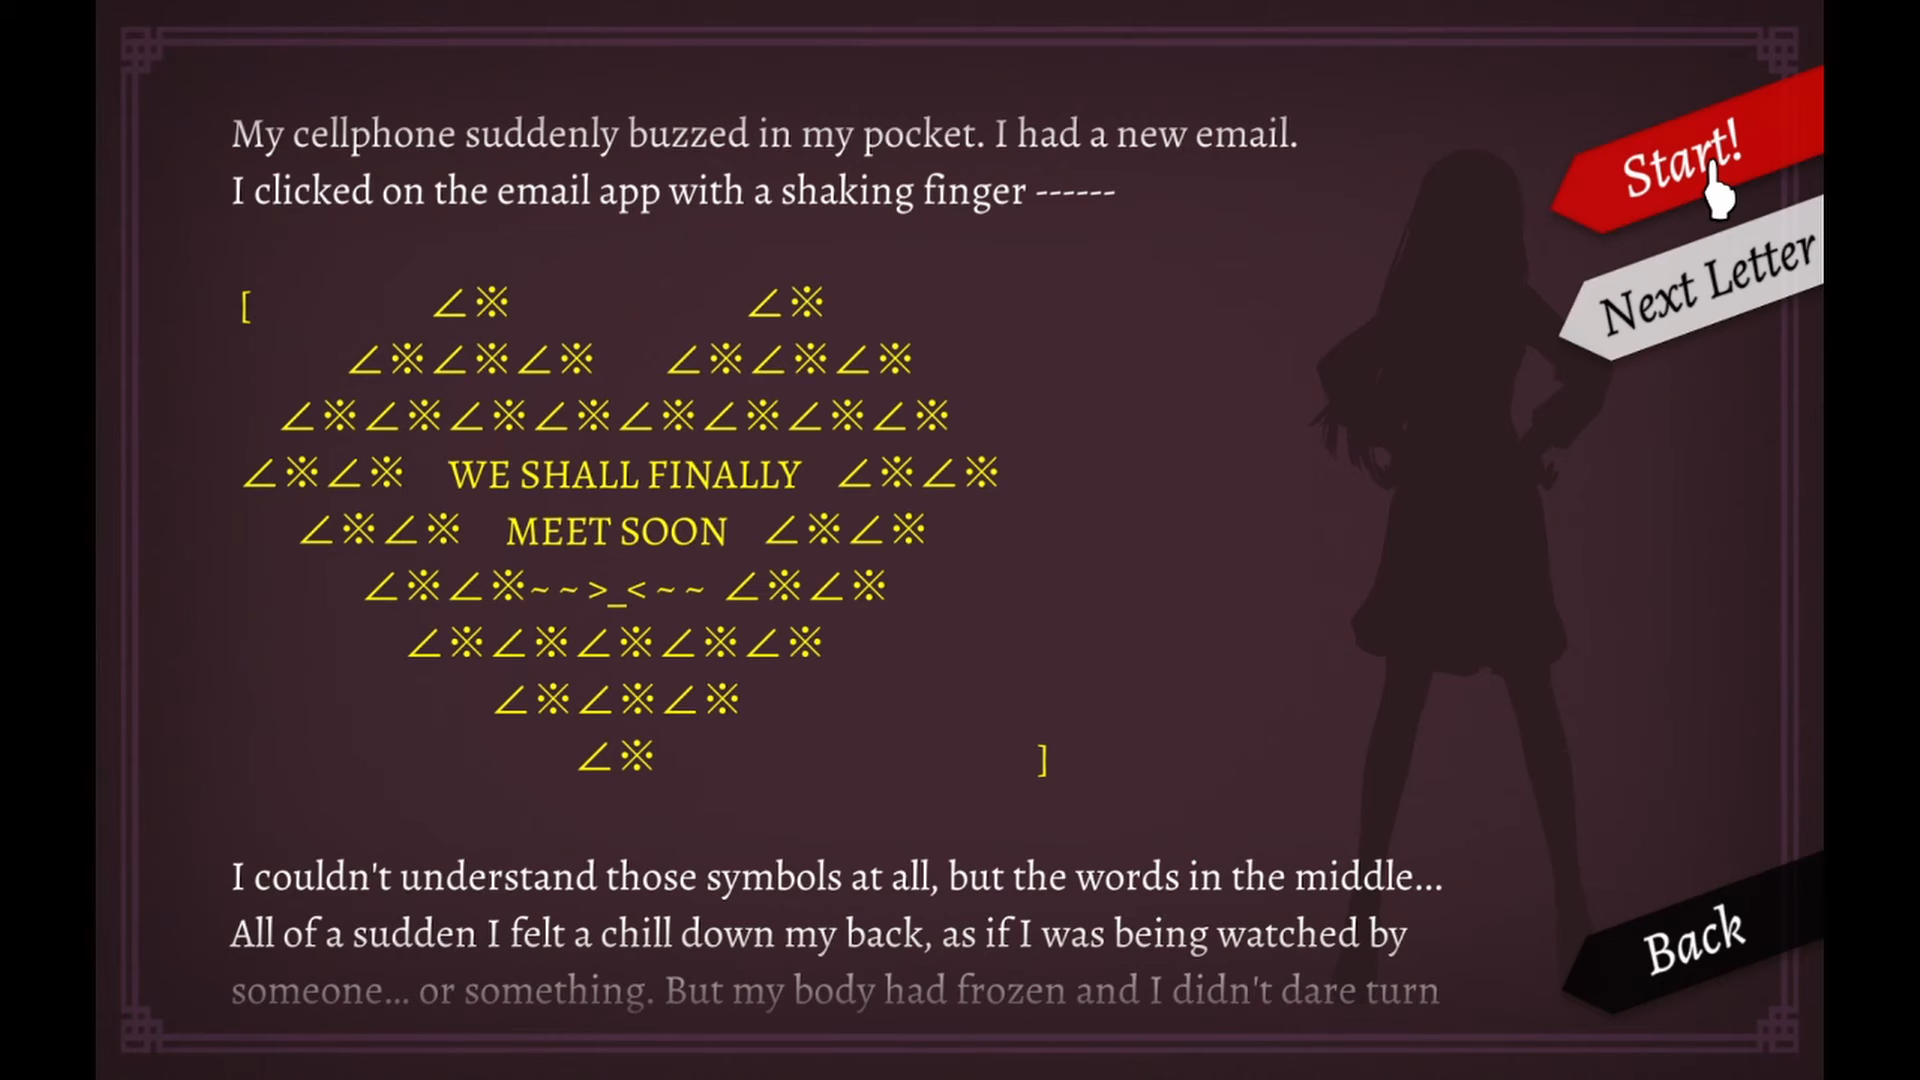 My cellphone suddenly buzzed in my pocket. I had a new email.
I clicked on the email app with a shaking finger ------
[ ∠※ ∠※
∠※∠※∠※ ∠※∠※∠※
∠※∠※∠※∠※∠※∠※∠※∠※
∠※∠※ WE SHALL FINALLY ∠※∠※
∠※∠※ MEET SOON ∠※∠※
∠※∠※~~>_<~~ ∠※∠※
∠※∠※∠※∠※∠※
∠※∠※∠※
∠※ ]
I couldn't understand those symbols at all, but the words in the middle...
All of a sudden I felt a chill down my back, as if I was being watched by
someone... or something. But my body had frozen and I didn't dare turn
Start!
Next Letter
Back